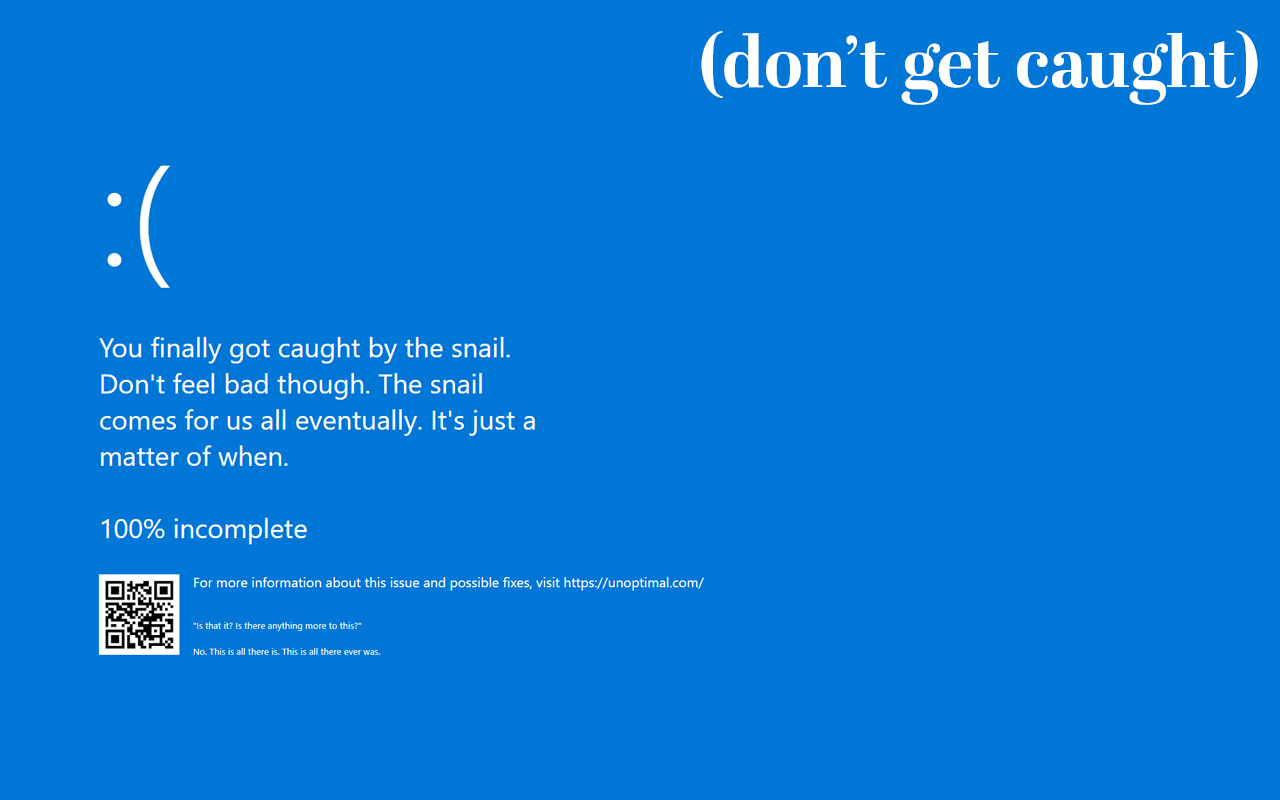 (don’t get caught)
:(
You finally got caught by the snail.
Don't feel bad though. The snail
comes for us all eventually. It's just a
matter of when.
100% incomplete
For more information about this issue and possible fixes, visit https://unoptimal.com/
"Is that it? Is there anything more to this?"
No. This is all there is. This is all there ever was.